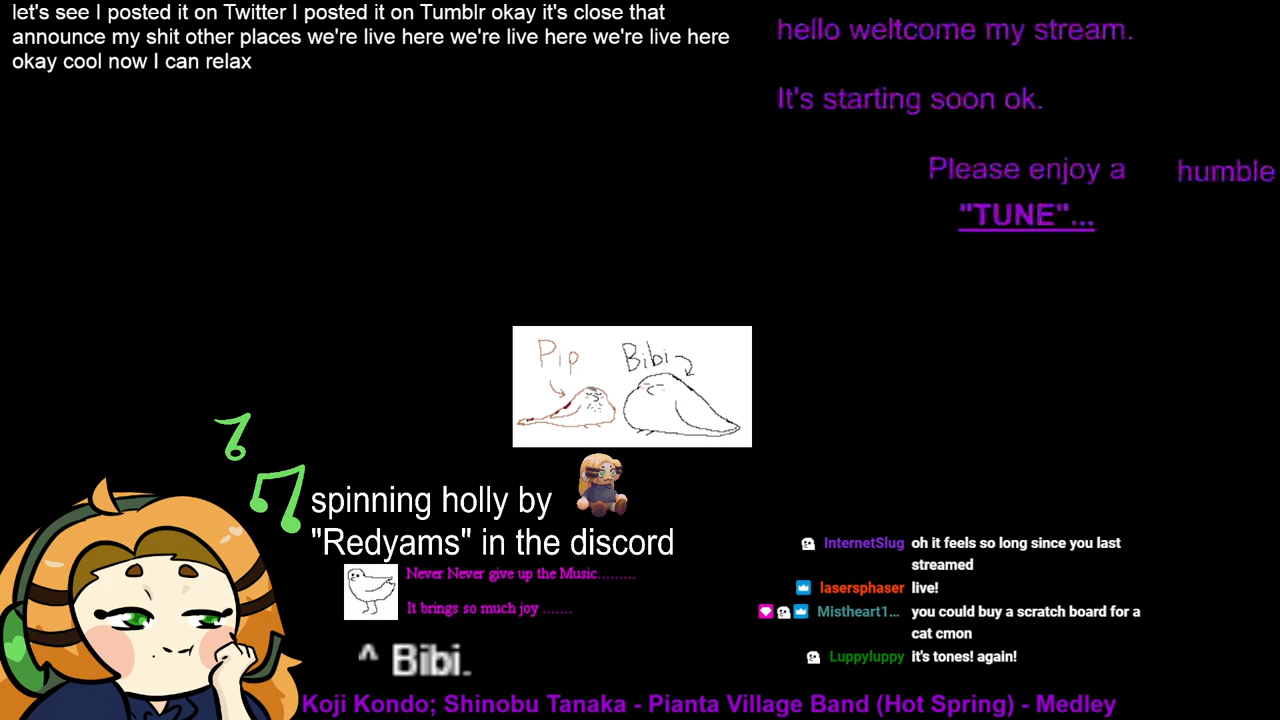 let's see I posted it on Twitter I posted it on Tumblr okay it's close that
announce my shit other places we're live here we're live here we're live here
okay cool now I can relax
hello weltcome my stream.
It's starting soon ok.
Please enjoy a humble
"TUNE"...
Pip Bibi
spinning holly by
"Redyams" in the discord
Never Never give up the Music.........
It brings so much joy .......
^ Bibi.
InternetSlug oh it feels so long since you last
streamed
lasersphaser live!
Mistheart1... you could buy a scratch board for a
cat cmon
Luppyluppy it's tones! again!
Koji Kondo; Shinobu Tanaka - Pianta Village Band (Hot Spring) - Medley